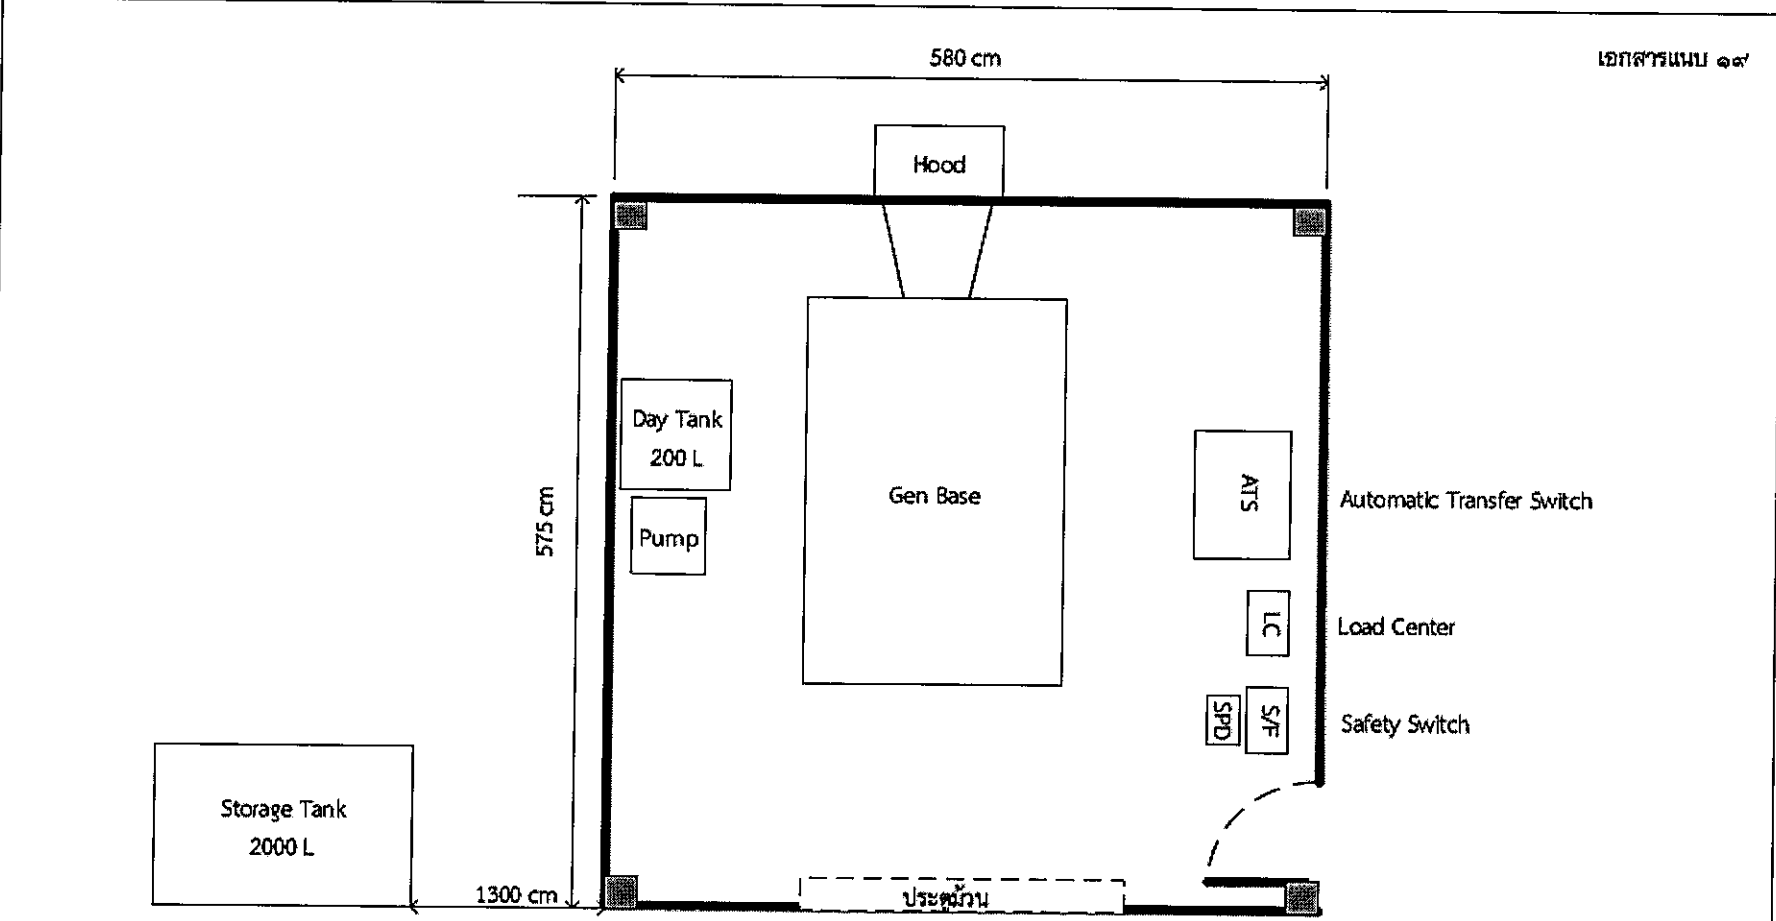 580 cm
เอกสารแนบ ๑๙
Hood
Day Tank
200 L
575 cm
Gen Base
ATS
Automatic Transfer Switch
Pump
LC
Load Center
SPD
S/F
Safety Switch
Storage Tank
2000 L
1300 cm
ประตูม้วน